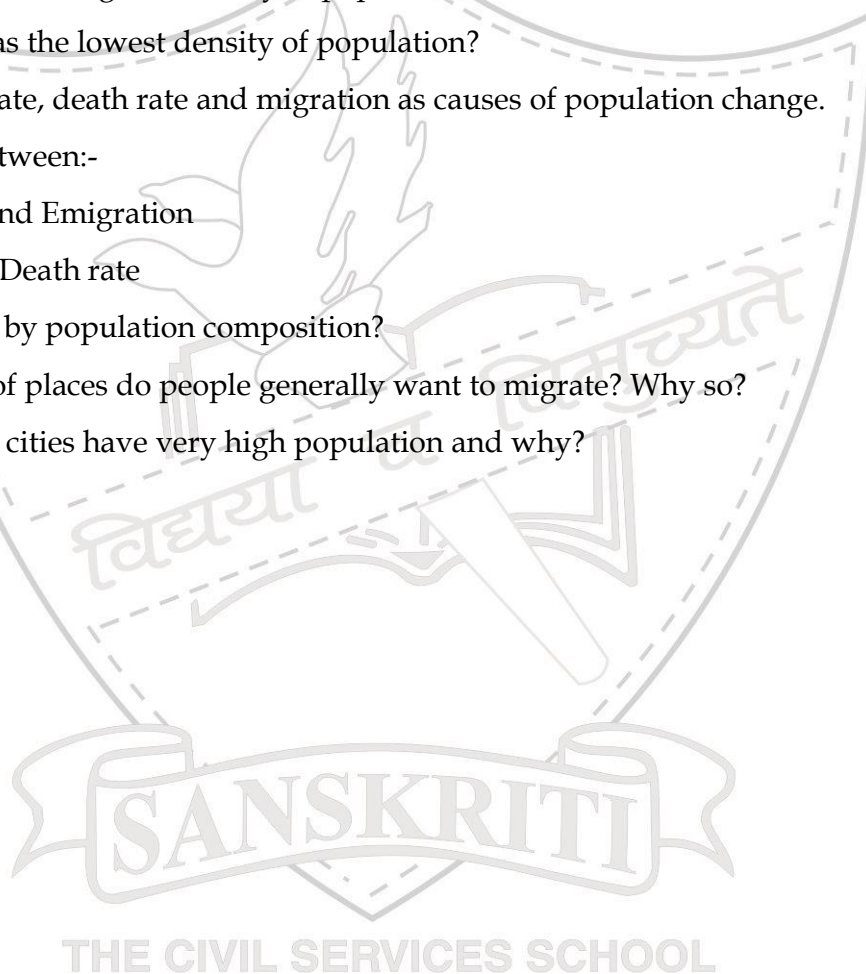 as the lowest density of population?
ate, death rate and migration as causes of population change.
tween:-
nd Emigration
Death rate
by population composition?
of places do people generally want to migrate? Why so?
cities have very high population and why?
विद्यया व विमुच्यते
SANSKRITI
THE CIVIL SERVICES SCHOOL